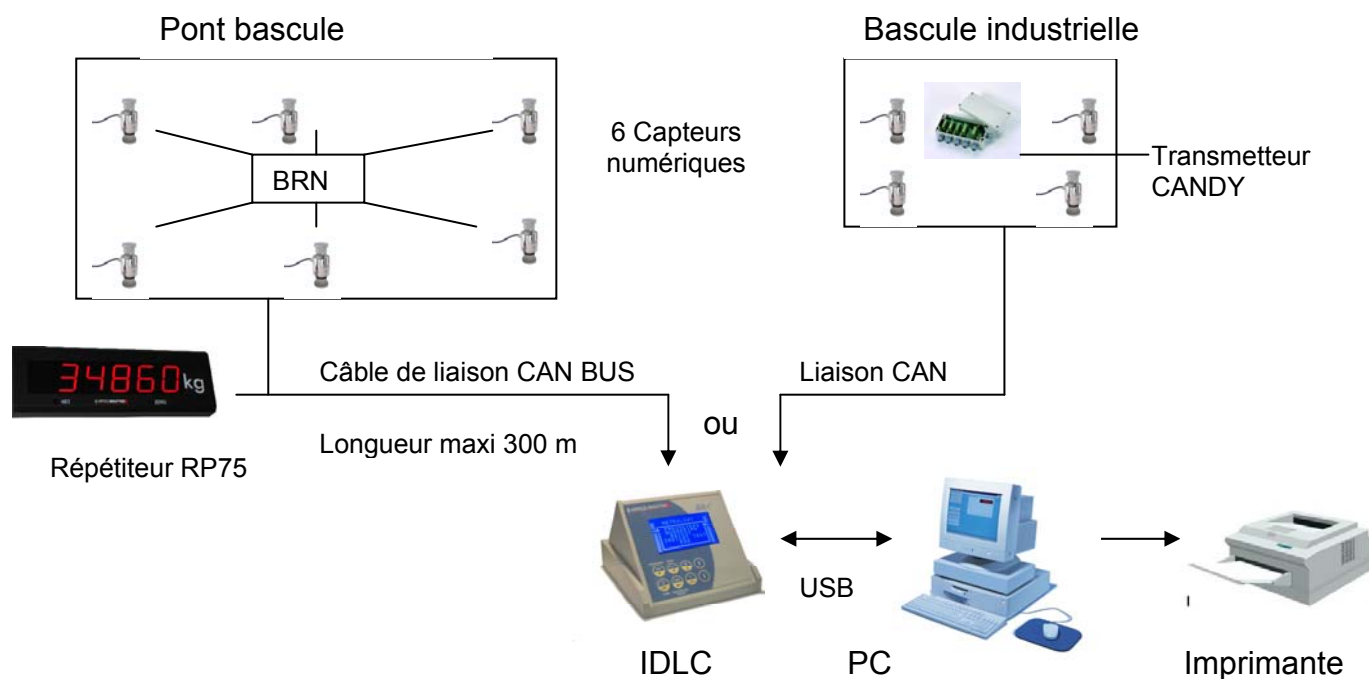 Pont bascule
Bascule industrielle
6 Capteurs
numériques
BRN
Transmetteur
CANDY
34860kg
Câble de liaison CAN BUS
Liaison CAN
ou
Longueur maxi 300 m
Répétiteur RP75
USB
IDLC
PC
Imprimante